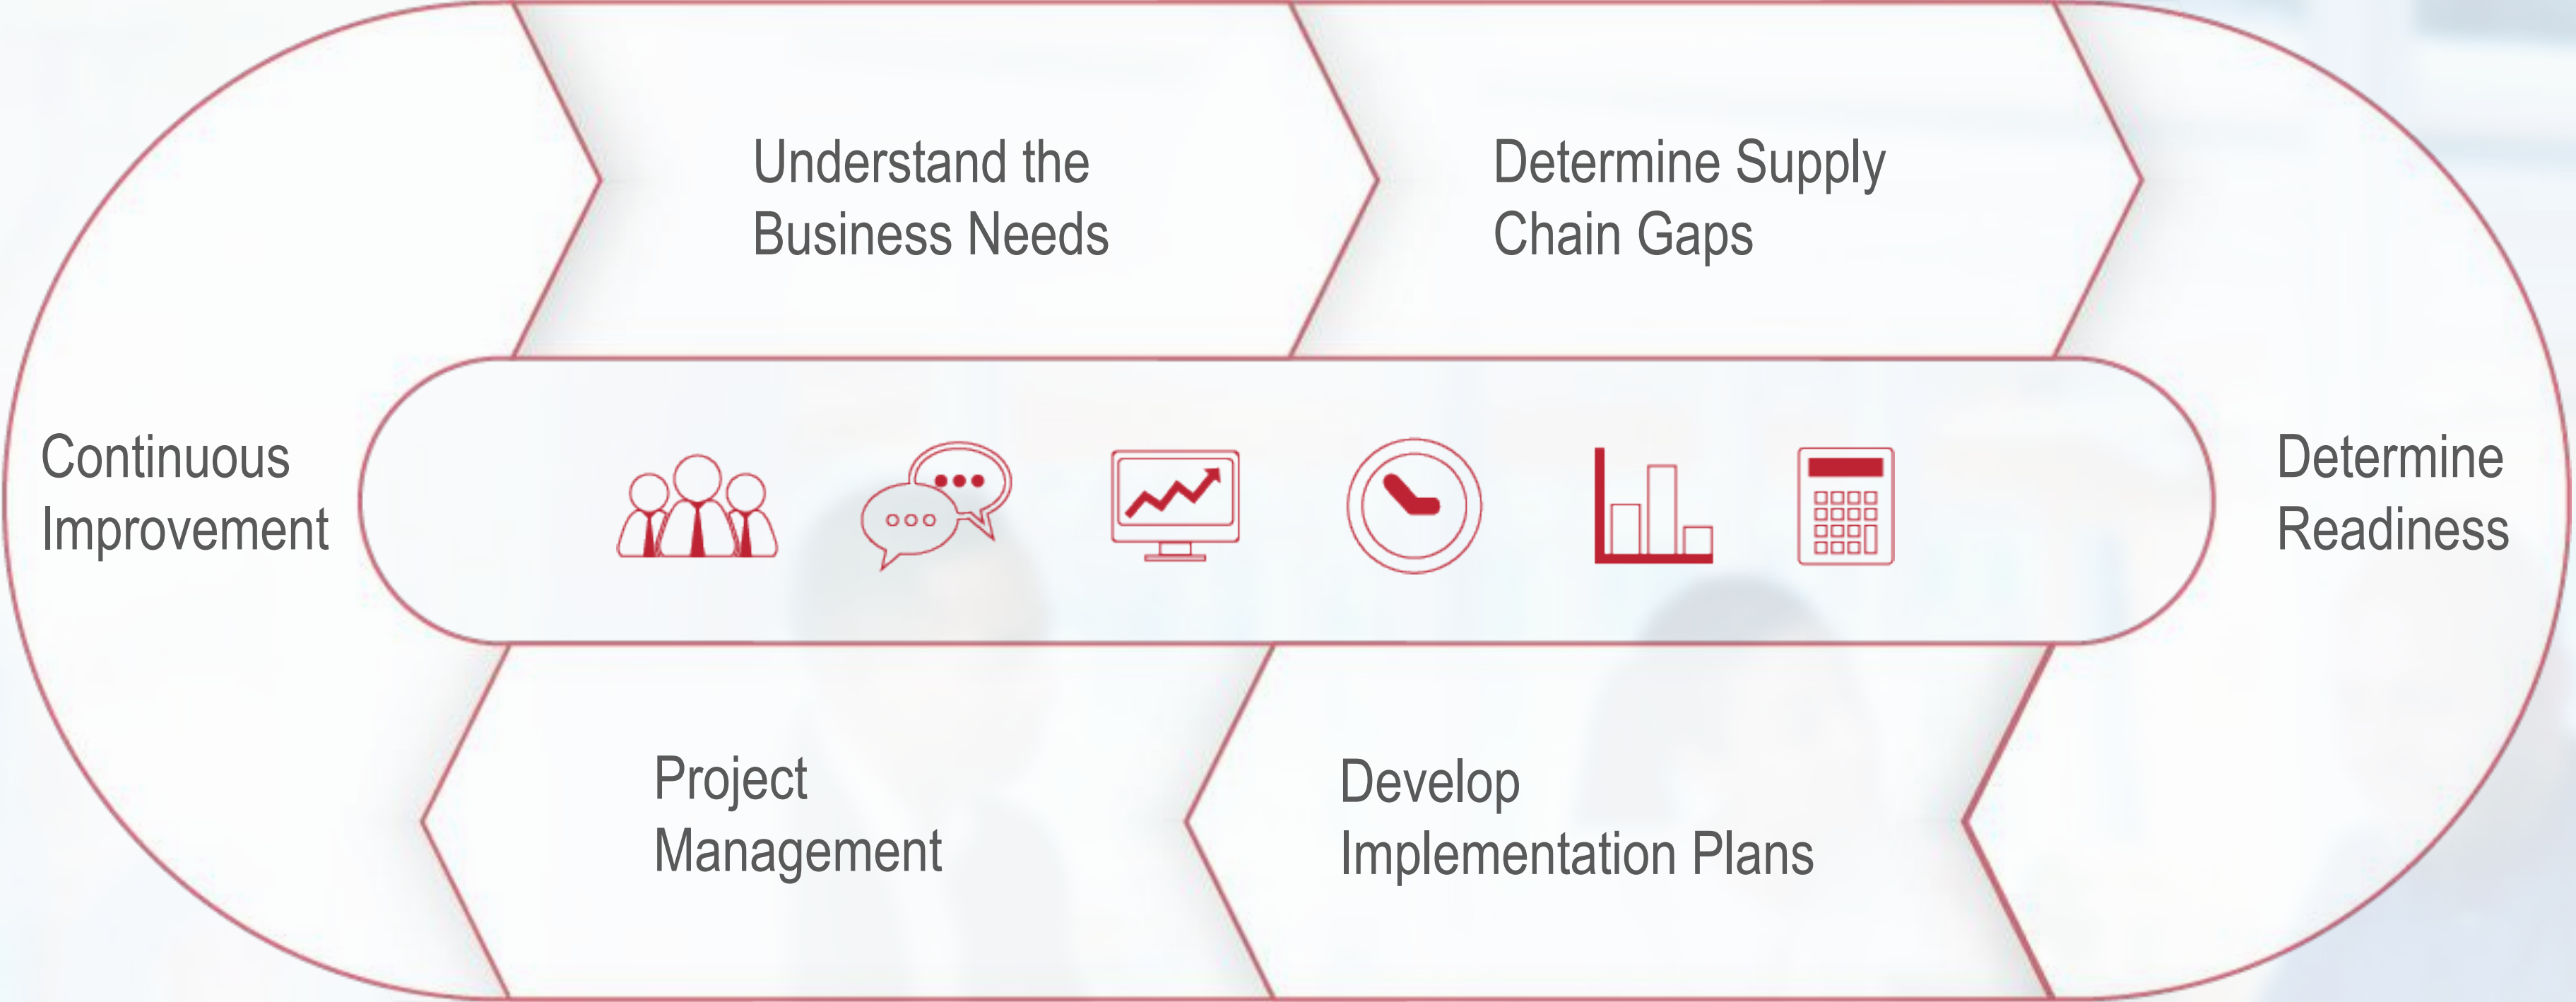 Understand the
Business Needs
Determine Supply
Chain Gaps
Continuous
Improvement
Determine
Readiness
Project
Management
Develop
Implementation Plans